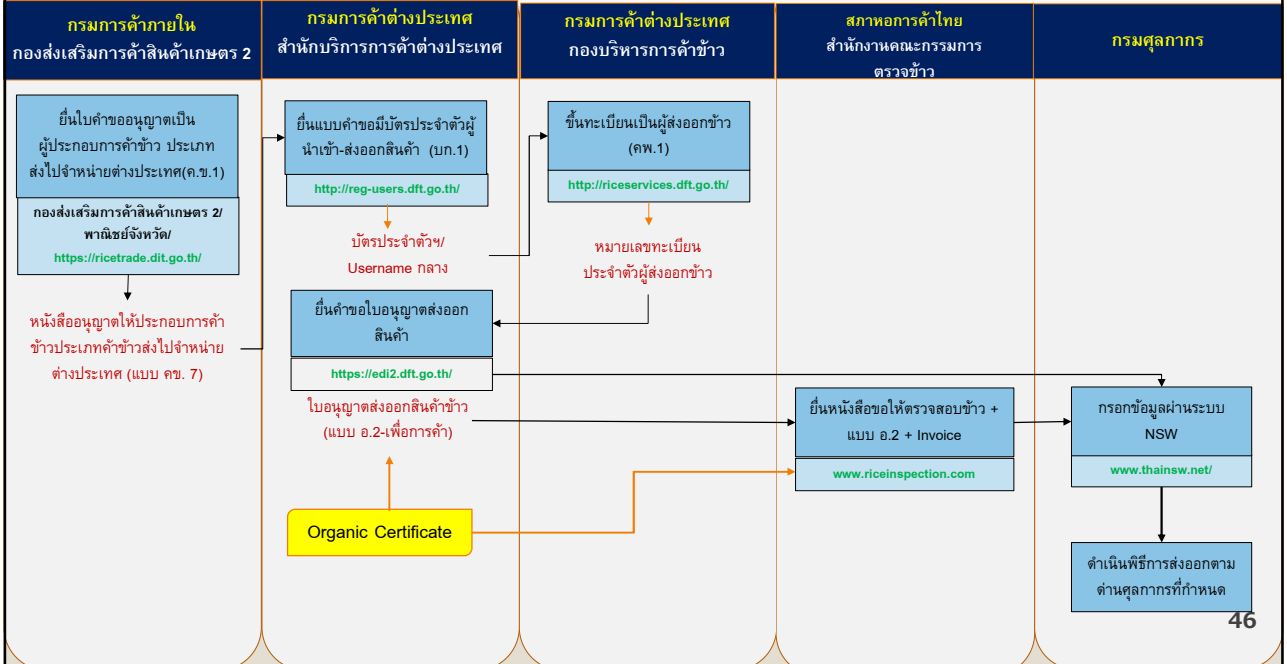 กรมการค้าภายใน
กองส่งเสริมการค้าสินค้าเกษตร 2
กรมการค้าต่างประเทศ
สำนักบริการการค้าต่างประเทศ
กรมการค้าต่างประเทศ
กองบริหารการค้าข้าว
สภาหอการค้าไทย
สำนักงานคณะกรรมการ
ตรวจข้าว
กรมศุลกากร
ยื่นใบคำขออนุญาตเป็น
ผู้ประกอบการค้าข้าว ประเภท
ส่งไปจำหน่ายต่างประเทศ(ค.ข.1)
กองส่งเสริมการค้าสินค้าเกษตร 2/
พาณิชย์จังหวัด/
https://ricetrade.dit.go.th/
หนังสืออนุญาตให้ประกอบการค้า
ข้าวประเภทค้าข้าวส่งไปจำหน่าย
ต่างประเทศ (แบบ คข. 7)
ยื่นแบบคำขอมีบัตรประจำตัวผู้
นำเข้า-ส่งออกสินค้า (บก.1)
http://reg-users.dft.go.th/
บัตรประจำตัวฯ/
Username กลาง
ขึ้นทะเบียนเป็นผู้ส่งออกข้าว
(คพ.1)
http://riceservices.dft.go.th/
หมายเลขทะเบียน
ประจำตัวผู้ส่งออกข้าว
ยื่นคำขอใบอนุญาตส่งออก
สินค้า
https://edi2.dft.go.th/
ใบอนุญาตส่งออกสินค้าข้าว
(แบบ อ.2-เพื่อการค้า)
Organic Certificate
ยื่นหนังสือขอให้ตรวจสอบข้าว +
แบบ อ.2 + Invoice
www.riceinspection.com
กรอกข้อมูลผ่านระบบ
NSW
www.thainsw.net/
ดำเนินพิธีการส่งออกตาม
ด่านศุลกากรที่กำหนด
46